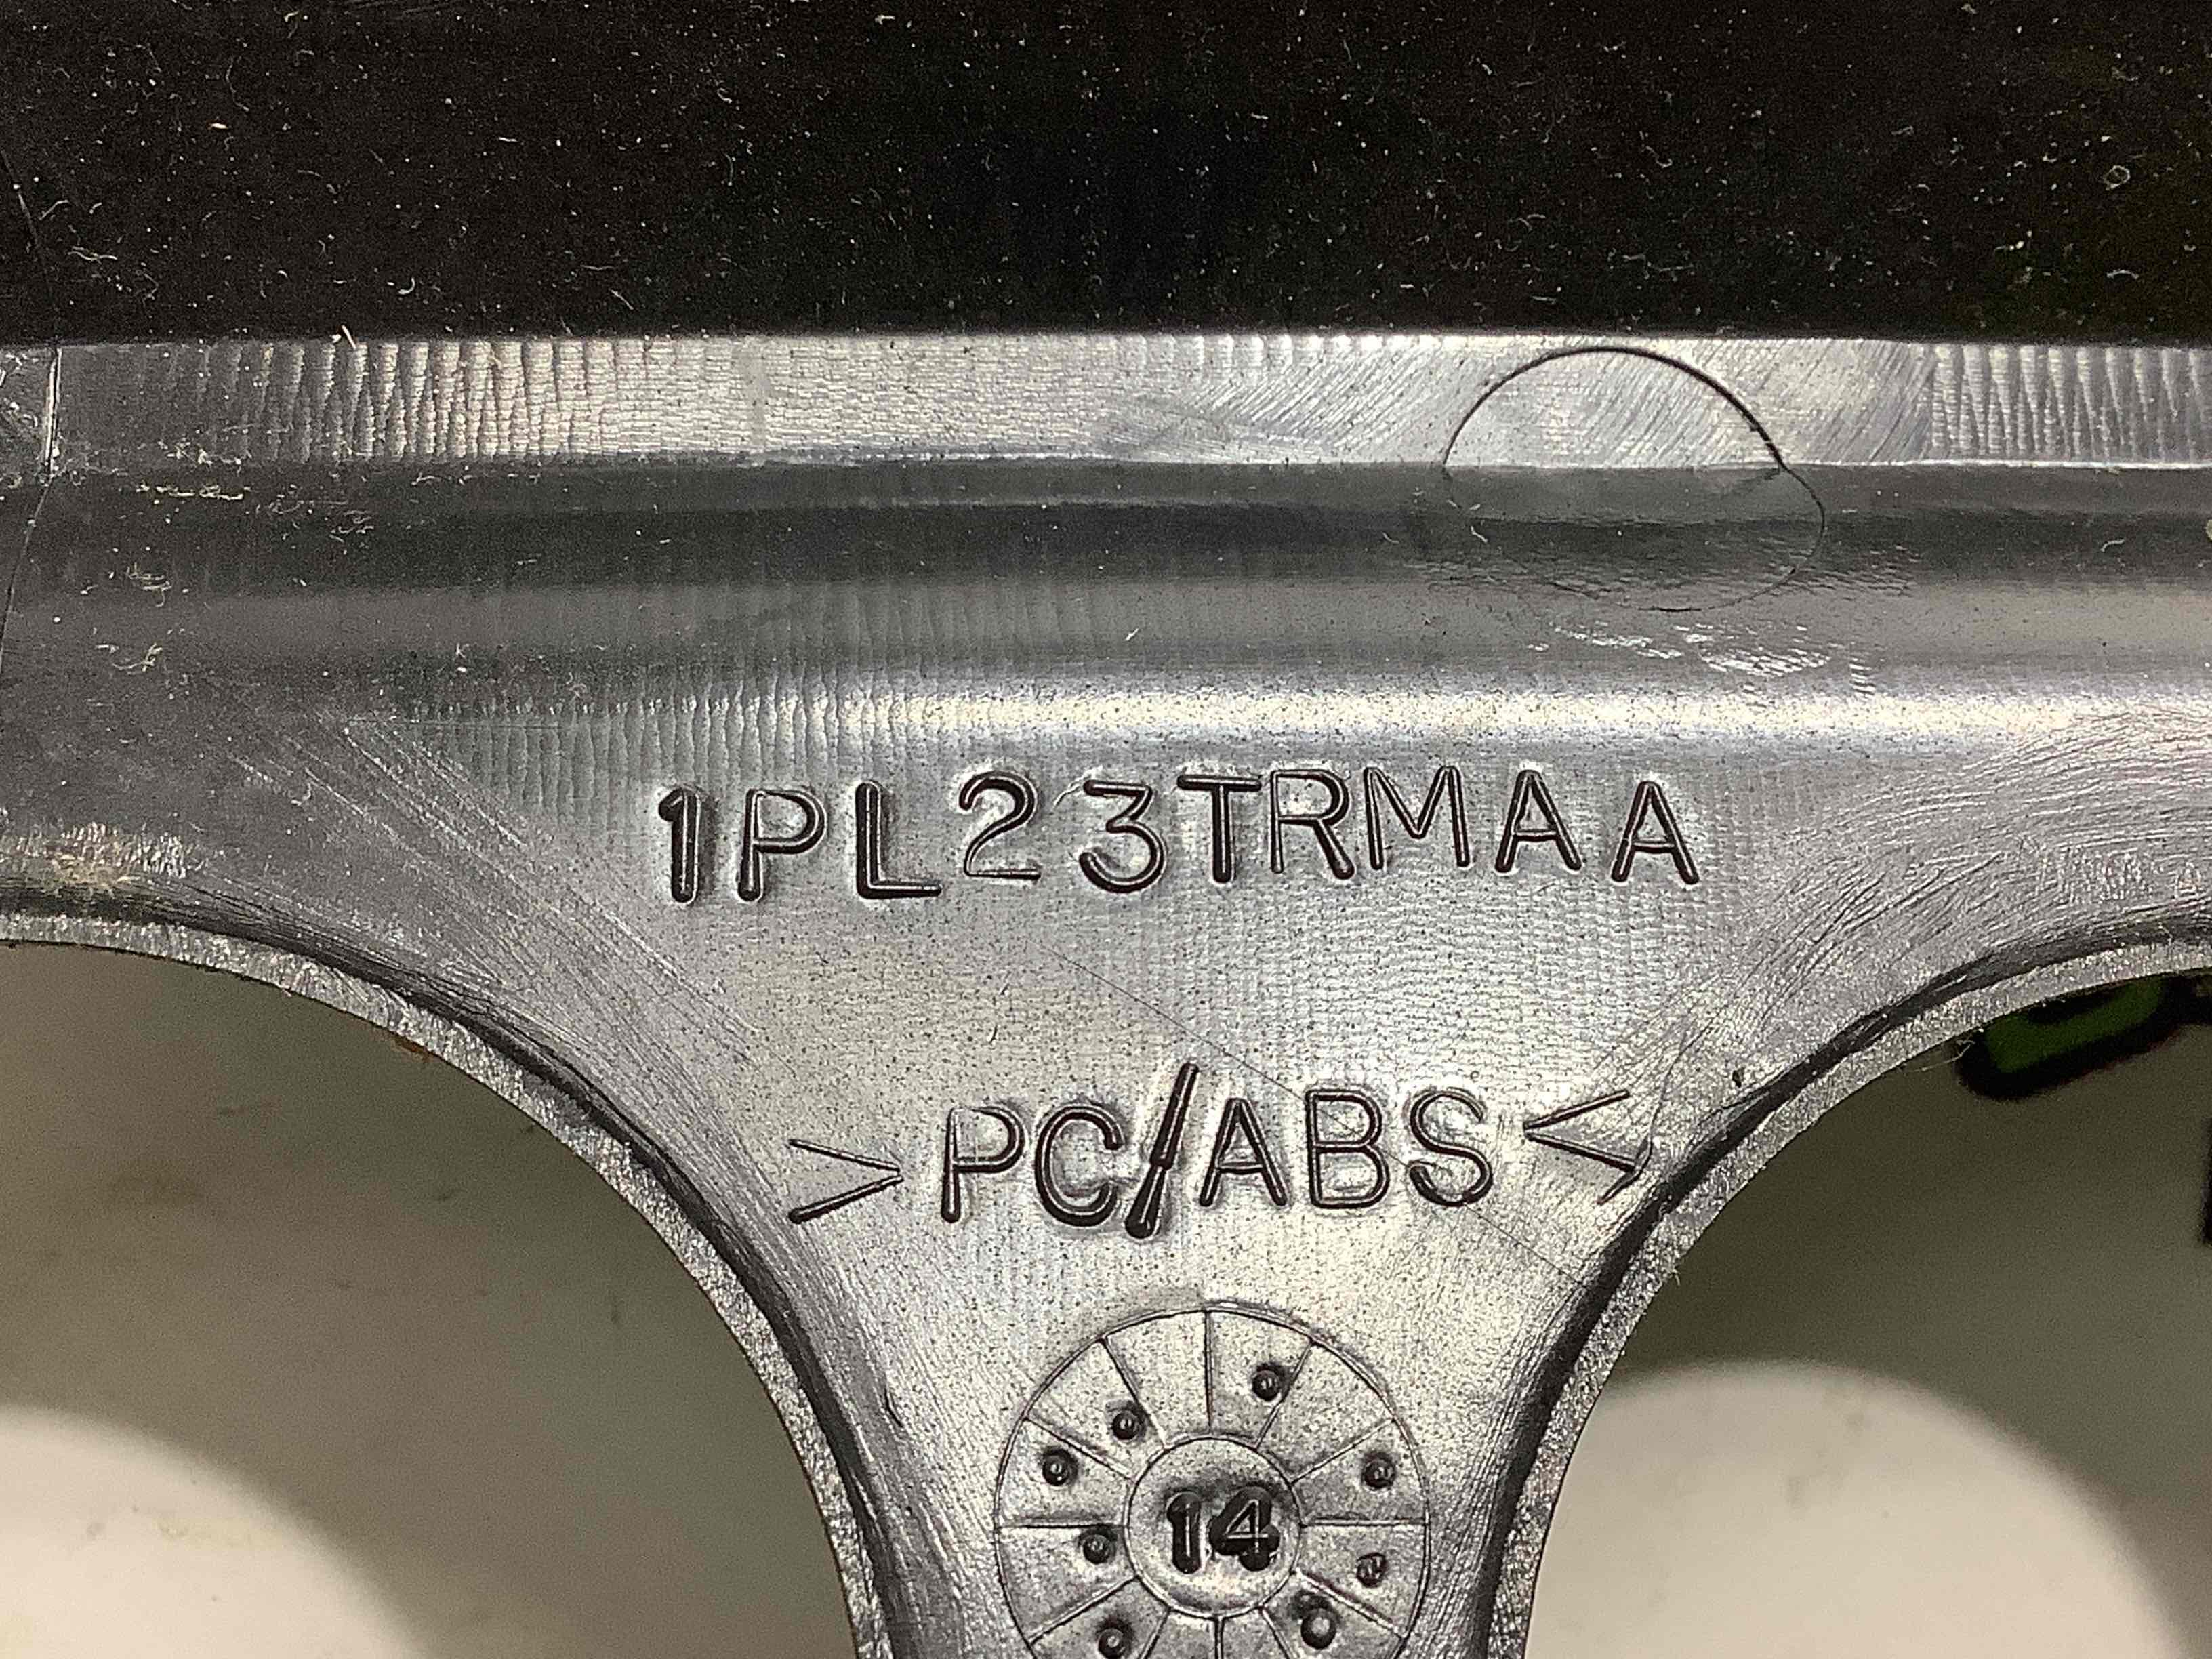 1PL23TRMAA
>PC/ABS<
14